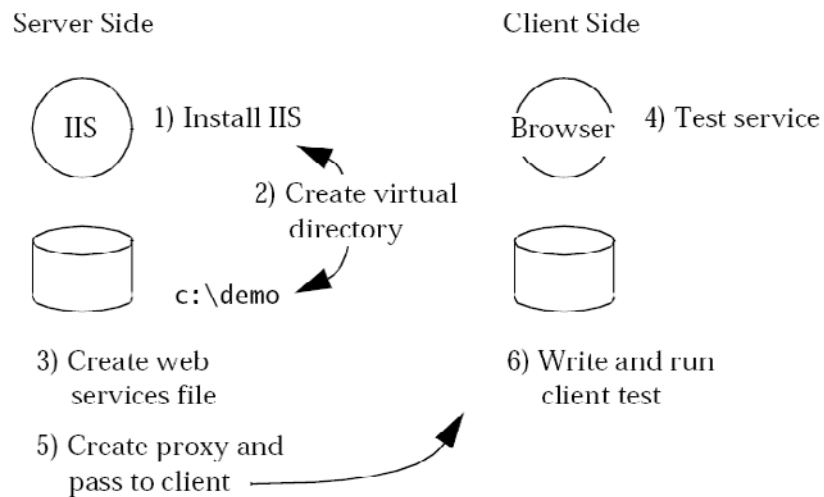 Server Side
Client Side
IIS
1) Install IIS
Browser
4) Test service
2) Create virtual
directory
c:\demo
3) Create web
services file
6) Write and run
client test
5) Create proxy and
pass to client